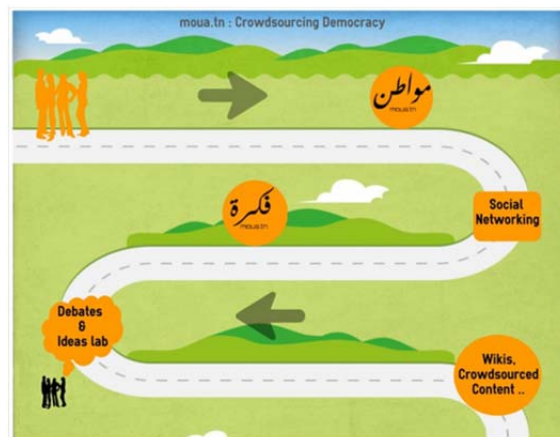 moua.tn : Crowdsourcing Democracy
مواطن
moua.tn
Social
Networking
فكرة
moua.tn
Debates
&
Ideas lab
Wikis,
Crowdsourced
Content ..